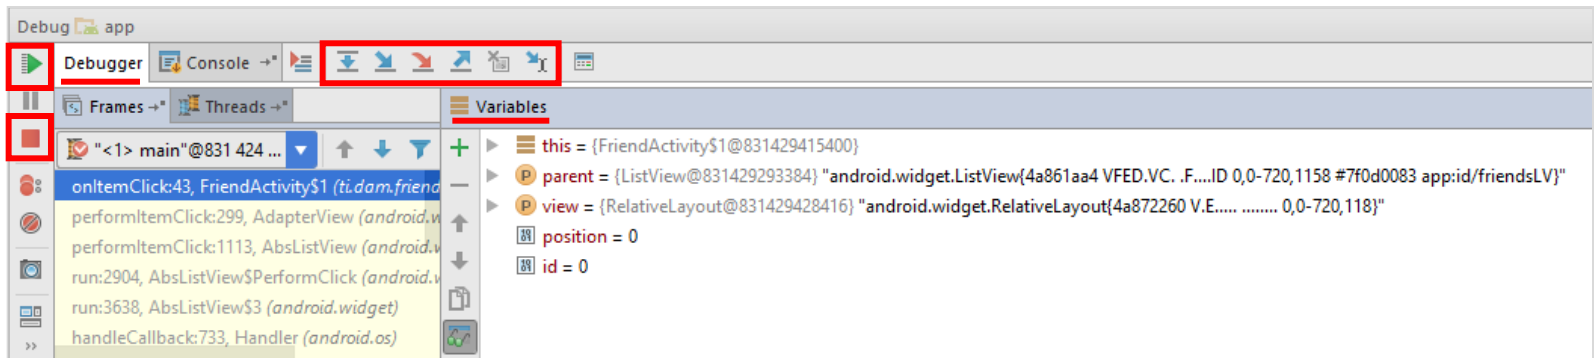 Debug app
Debugger Console
Frames Threads
Variables
"<1> main"@831 424 ...
onItemClick:43, FriendActivity$1 (ti.dam.friend
performItemClick:299, AdapterView (android.w
performItemClick:1113, AbsListView (android.w
run:2904, AbsListView$PerformClick (android.w
run:3638, AbsListView$3 (android.widget)
handleCallback:733, Handler (android.os)
this = {FriendActivity$1@831429415400}
parent = {ListView@831429293384} "android.widget.ListView{4a861aa4 VFED.VC. .F....ID 0,0-720,1158 #7f0d0083 app:id/friendsLV}"
view = {RelativeLayout@831429428416} "android.widget.RelativeLayout{4a872260 V.E..... ........ 0,0-720,118}"
position = 0
id = 0